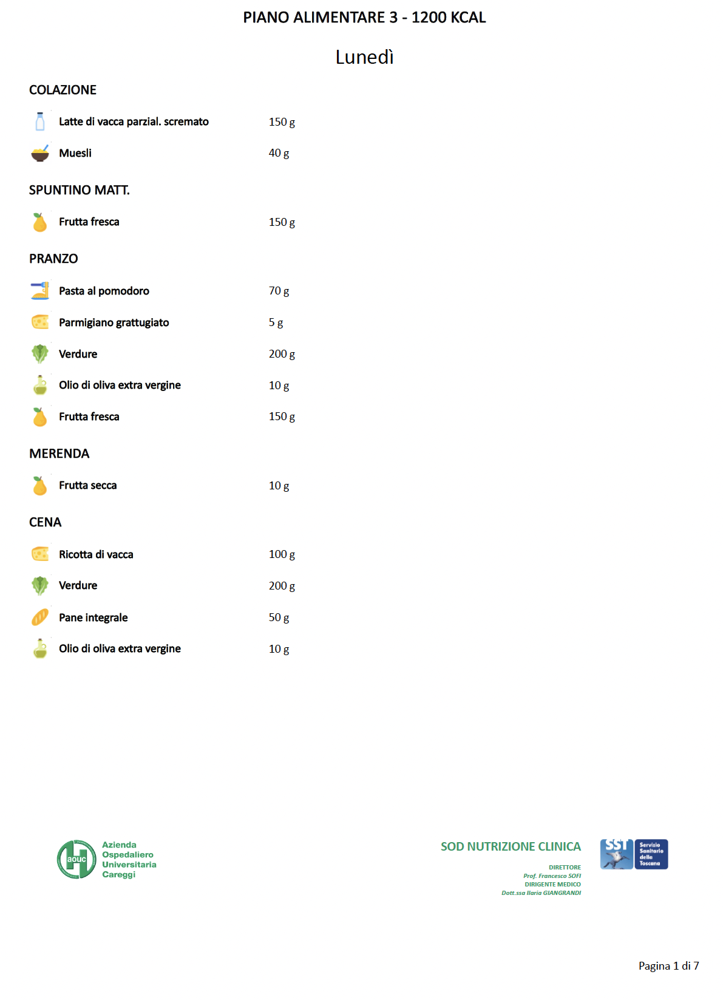 PIANO ALIMENTARE 3 - 1200 KCAL
Lunedì
COLAZIONE
Latte di vacca parzial. scremato 150 g
Muesli 40 g
SPUNTINO MATT.
Frutta fresca 150 g
PRANZO
Pasta al pomodoro 70 g
Parmigiano grattugiato 5 g
Verdure 200 g
Olio di oliva extra vergine 10 g
Frutta fresca 150 g
MERENDA
Frutta secca 10 g
CENA
Ricotta di vacca 100 g
Verdure 200 g
Pane integrale 50 g
Olio di oliva extra vergine 10 g
aouc
Azienda
Ospedaliero
Universitaria
Careggi
SOD NUTRIZIONE CLINICA
DIRETTORE
Prof. Francesco SOFI
DIRIGENTE MEDICO
Dott.ssa Ilaria GIANGRANDI
SST
Servizio
Sanitario
della
Toscana
Pagina 1 di 7